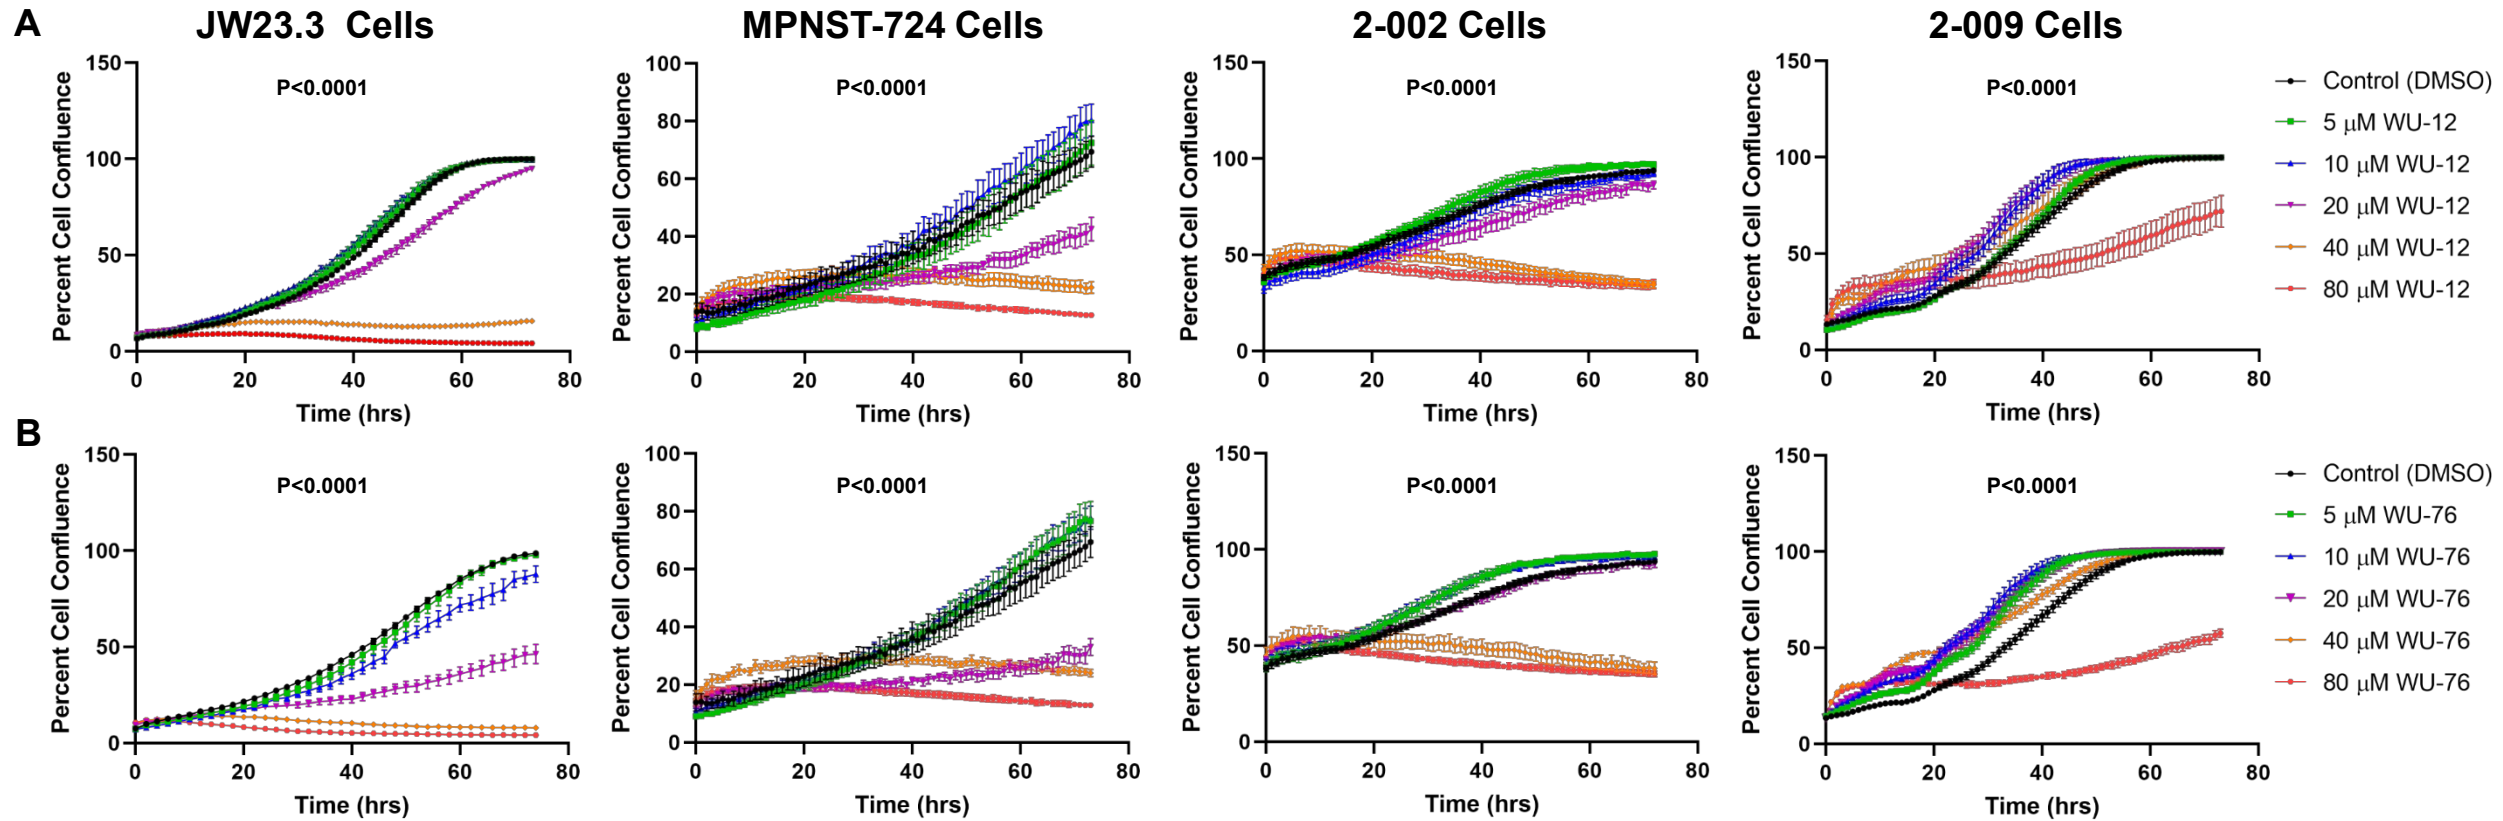 A
JW23.3 Cells
MPNST-724 Cells
2-002 Cells
2-009 Cells
P<0.0001
Percent Cell Confluence
150
100
50
0
0 20 40 60 80
Time (hrs)
P<0.0001
Percent Cell Confluence
100
80
60
40
20
0
0 20 40 60 80
Time (hrs)
P<0.0001
Percent Cell Confluence
150
100
50
0
0 20 40 60 80
Time (hrs)
P<0.0001
Percent Cell Confluence
150
100
50
0
0 20 40 60 80
Time (hrs)
Control (DMSO)
5 μM WU-12
10 μM WU-12
20 μM WU-12
40 μM WU-12
80 μM WU-12
B
P<0.0001
Percent Cell Confluence
150
100
50
0
0 20 40 60 80
Time (hrs)
P<0.0001
Percent Cell Confluence
100
80
60
40
20
0
0 20 40 60 80
Time (hrs)
P<0.0001
Percent Cell Confluence
150
100
50
0
0 20 40 60 80
Time (hrs)
P<0.0001
Percent Cell Confluence
150
100
50
0
0 20 40 60 80
Time (hrs)
Control (DMSO)
5 μM WU-76
10 μM WU-76
20 μM WU-76
40 μM WU-76
80 μM WU-76